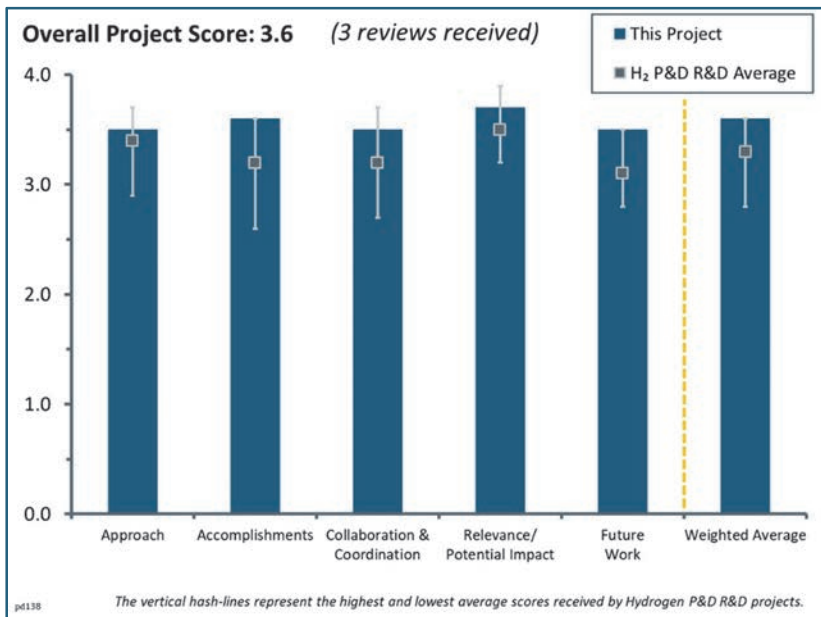 Overall Project Score: 3.6 (3 reviews received)
This Project
H₂ P&D R&D Average
4.0
3.0
2.0
1.0
0.0
Approach
Accomplishments
Collaboration &
Coordination
Relevance/
Potential Impact
Future
Work
Weighted Average
pd138
The vertical hash-lines represent the highest and lowest average scores received by Hydrogen P&D R&D projects.